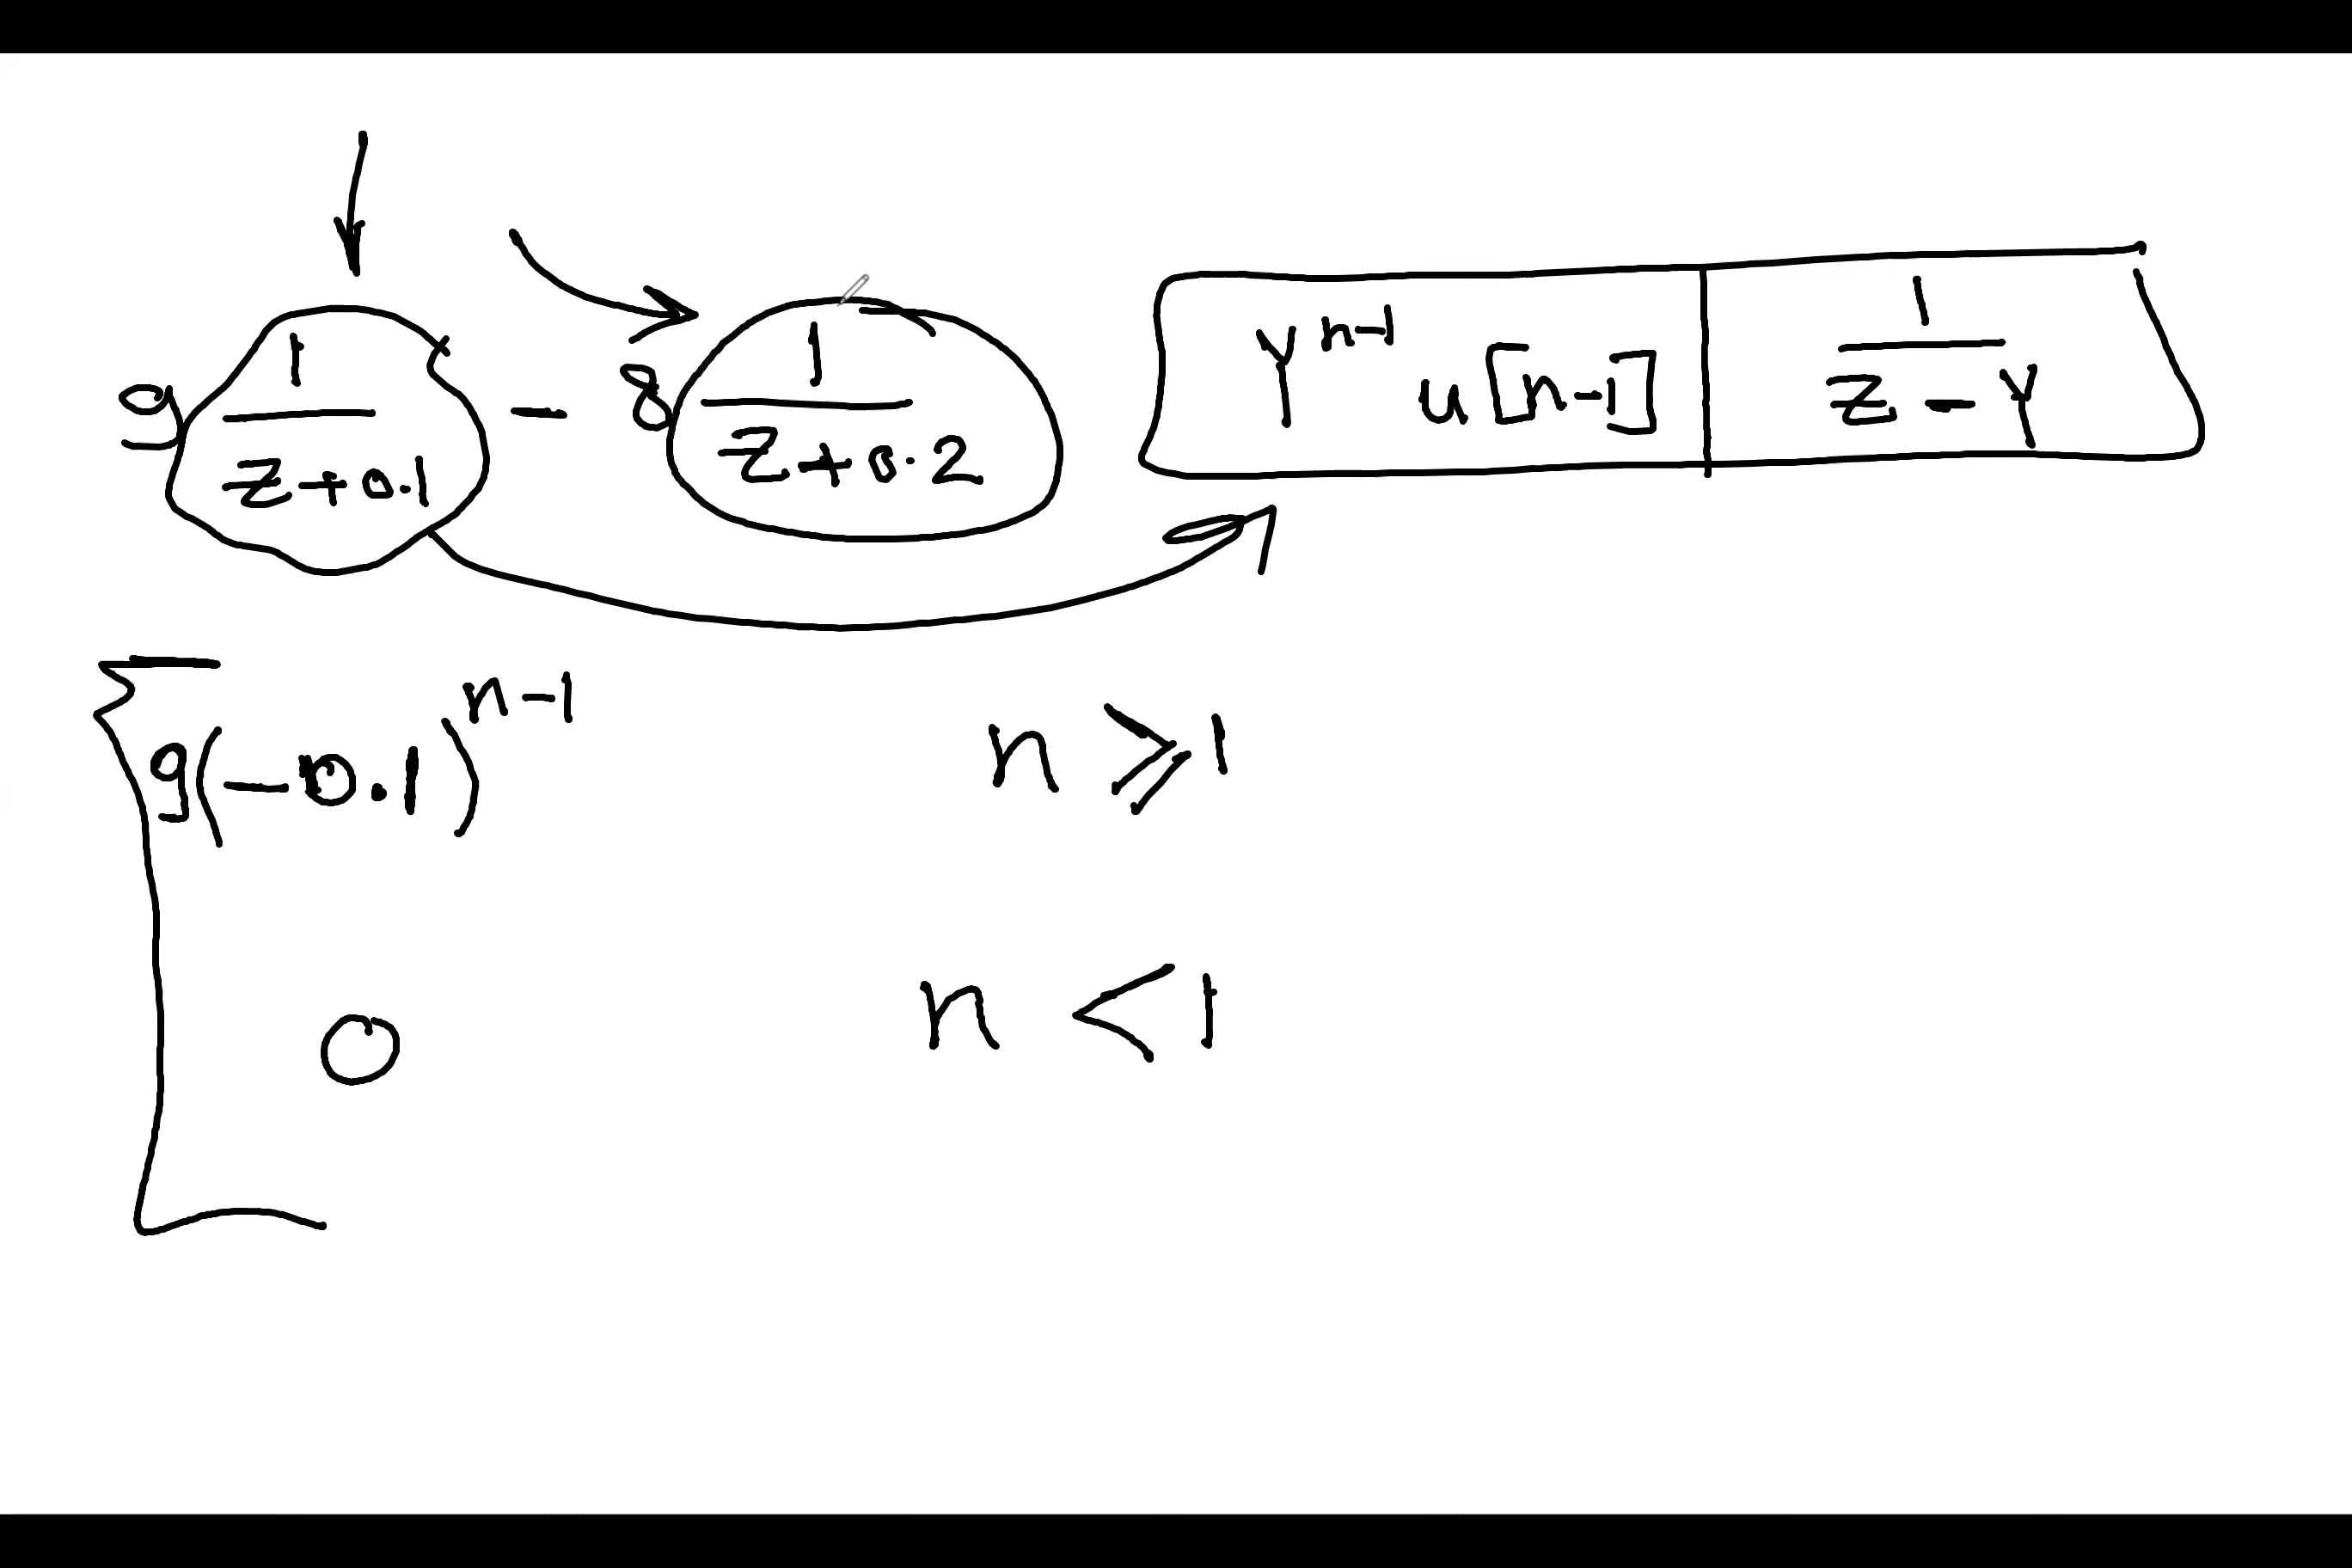 9 1/(z+0.1) - 8 1/(z+0.2)
γ^(n-1) u[n-1] | 1/(z-γ)
9(-0.1)^(n-1) n ≥ 1
0 n < 1